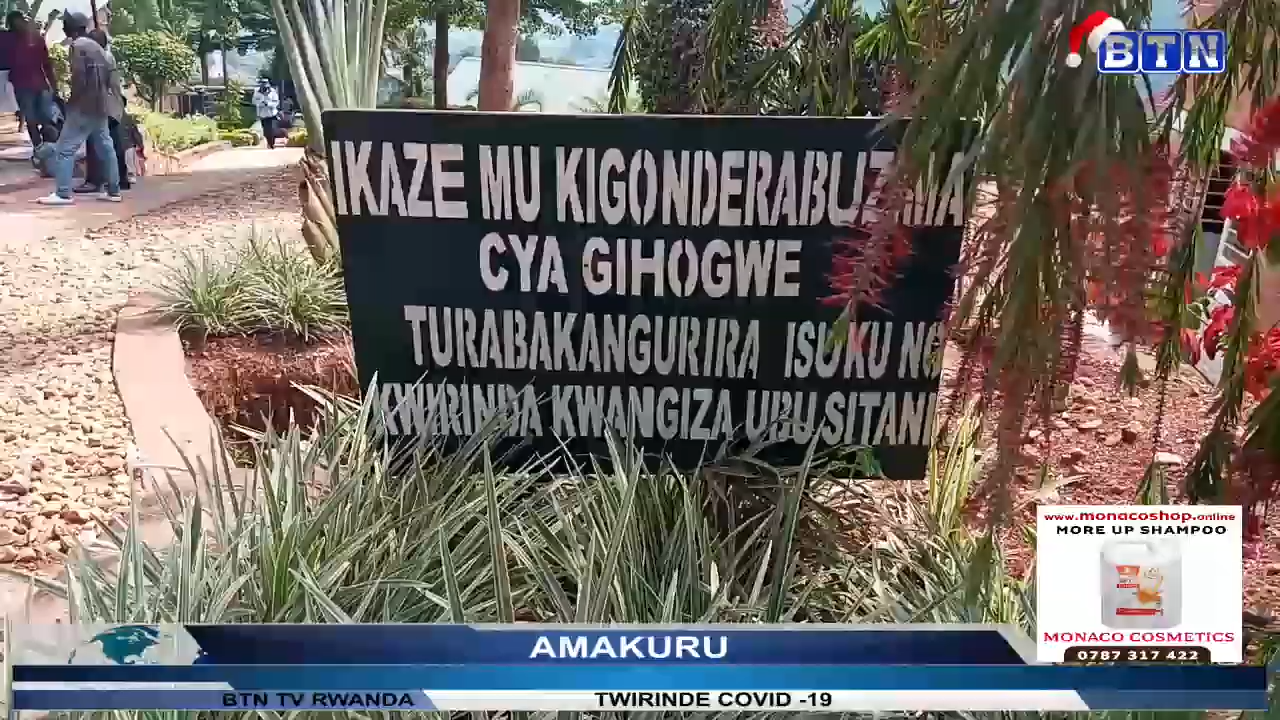 BTN
IKAZE MU KIGONDERABUZIMA
CYA GIHOGWE
TURABAKANGURIRA ISUKU NO
KWIRINDA KWANGIZA UBUSITANI
www.monacoshop.online
MORE UP SHAMPOO
MONACO COSMETICS
0787 317 422
AMAKURU
BTN TV RWANDA
TWIRINDE COVID -19